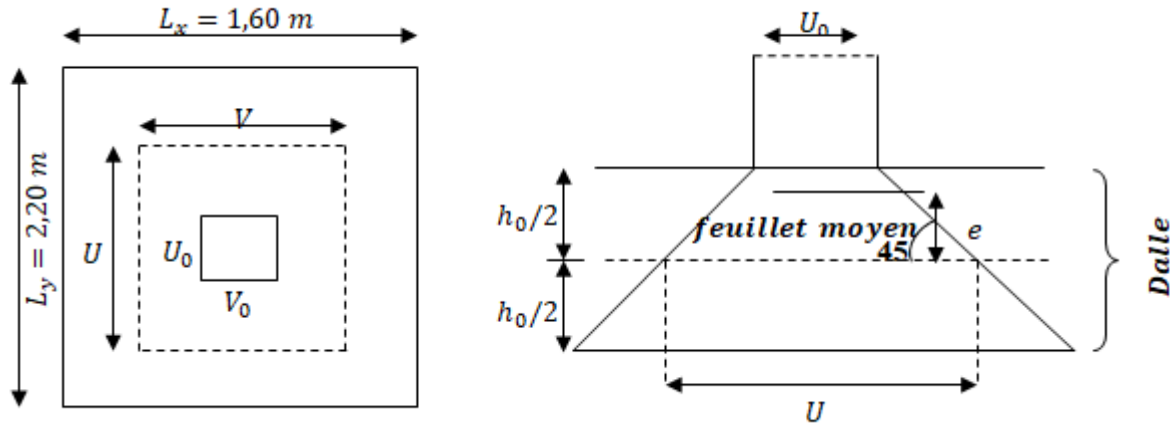 L_x = 1,60 m
L_y = 2,20 m
V
U
U_0
V_0
U_0
h_0/2
feuillet moyen
45
e
h_0/2
U
Dalle